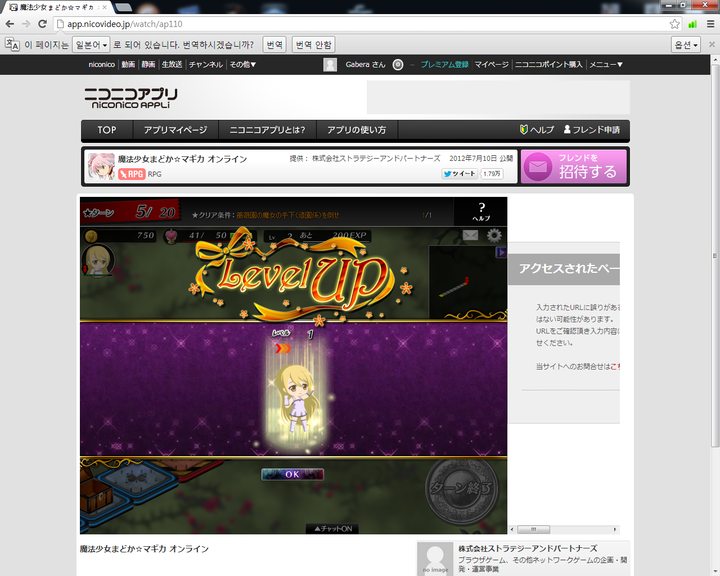 魔法少女まどか☆マギカ
app.nicovideo.jp/watch/ap110
이 페이지는 일본어 로 되어 있습니다. 번역하시겠습니까? 번역 번역 안함 옵션
niconico 動画 静画 生放送 チャンネル その他▼ Gabera さん プレミアム登録 マイページ ニコニコポイント購入 メニュー▼
ニコニコアプリ
NICONICO APPLI
TOP アプリマイページ ニコニコアプリとは? アプリの使い方 ヘルプ フレンド申請
魔法少女まどか☆マギカ オンライン 提供: 株式会社ストラテジーアンドパートナーズ 2012年7月10日 公開
RPG RPG ツイート 1.79万
フレンドを
招待する
★ターン 5/ 20 ★クリア条件: 1/1
?
ヘルプ
750 41/ 50 Lv 2 あと 200EXP
Level UP
レベル 1
OK
ターン終了
▲チャットON
アクセスされたペー
入力されたURLに誤りがある
はない可能性があります。
URLをご確認頂き入力内容に
せください。
当サイトへのお問合せはこち
魔法少女まどか☆マギカ オンライン
no image
株式会社ストラテジーアンドパートナーズ
ブラウザゲーム、その他ネットワークゲームの企画・開
発・運営事業